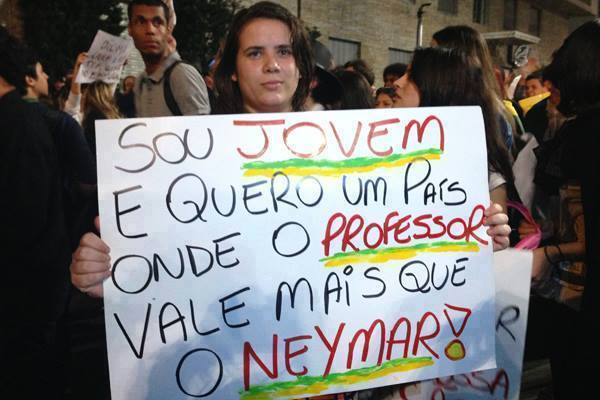 SOU JOVEM
E QUERO UM PAÍS
ONDE O PROFESSOR
VALE MAIS QUE
O NEYMAR!